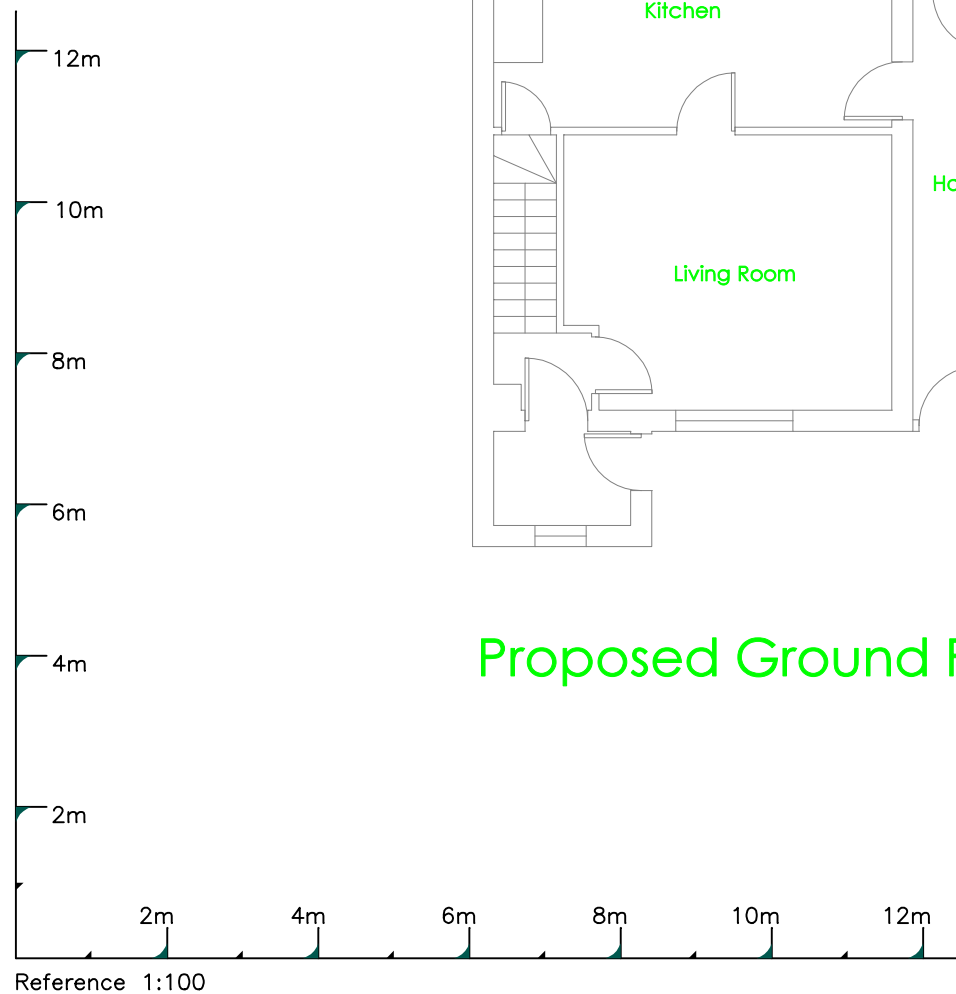 Kitchen
12m
Living Room
10m
8m
6m
Proposed Ground
4m
2m
2m 4m 6m 8m 10m 12m
Reference 1:100